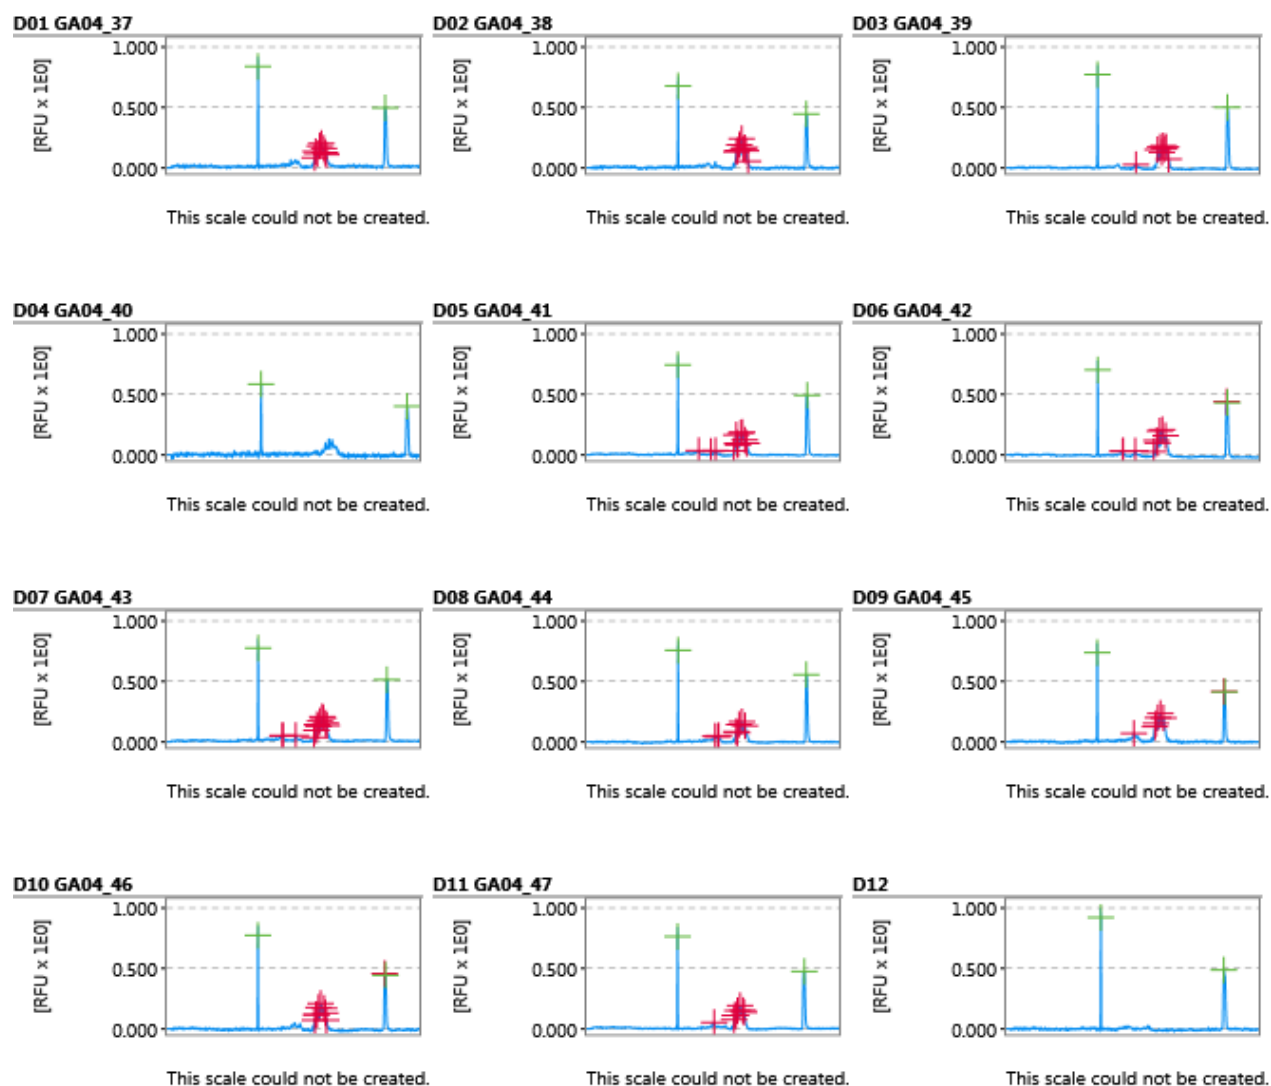 D01 GA04_37
D02 GA04_38
D03 GA04_39
[RFU x 1E0]
1.000
0.500
0.000
[RFU x 1E0]
1.000
0.500
0.000
[RFU x 1E0]
1.000
0.500
0.000
This scale could not be created.
This scale could not be created.
This scale could not be created.
D04 GA04_40
D05 GA04_41
D06 GA04_42
[RFU x 1E0]
1.000
0.500
0.000
[RFU x 1E0]
1.000
0.500
0.000
[RFU x 1E0]
1.000
0.500
0.000
This scale could not be created.
This scale could not be created.
This scale could not be created.
D07 GA04_43
D08 GA04_44
D09 GA04_45
[RFU x 1E0]
1.000
0.500
0.000
[RFU x 1E0]
1.000
0.500
0.000
[RFU x 1E0]
1.000
0.500
0.000
This scale could not be created.
This scale could not be created.
This scale could not be created.
D10 GA04_46
D11 GA04_47
D12
[RFU x 1E0]
1.000
0.500
0.000
[RFU x 1E0]
1.000
0.500
0.000
[RFU x 1E0]
1.000
0.500
0.000
This scale could not be created.
This scale could not be created.
This scale could not be created.